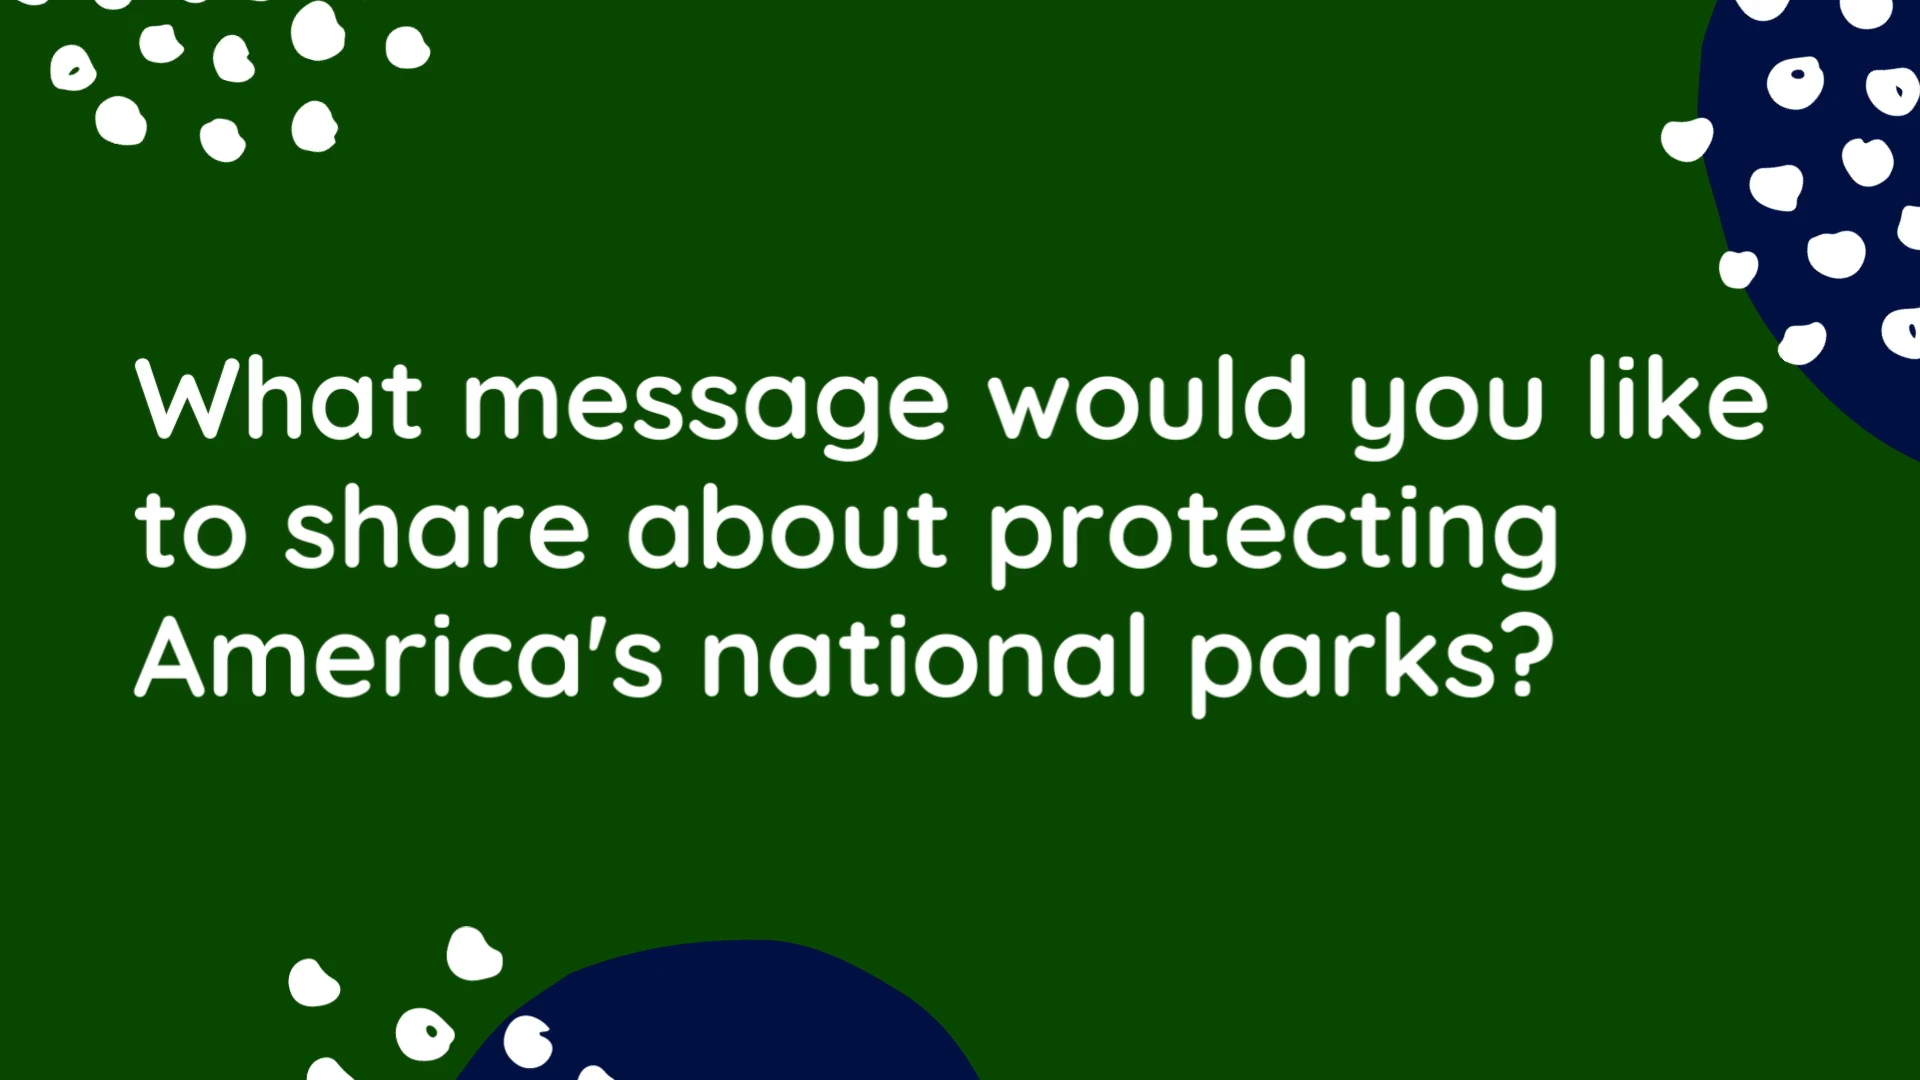 What message would you like
to share about protecting
America's national parks?